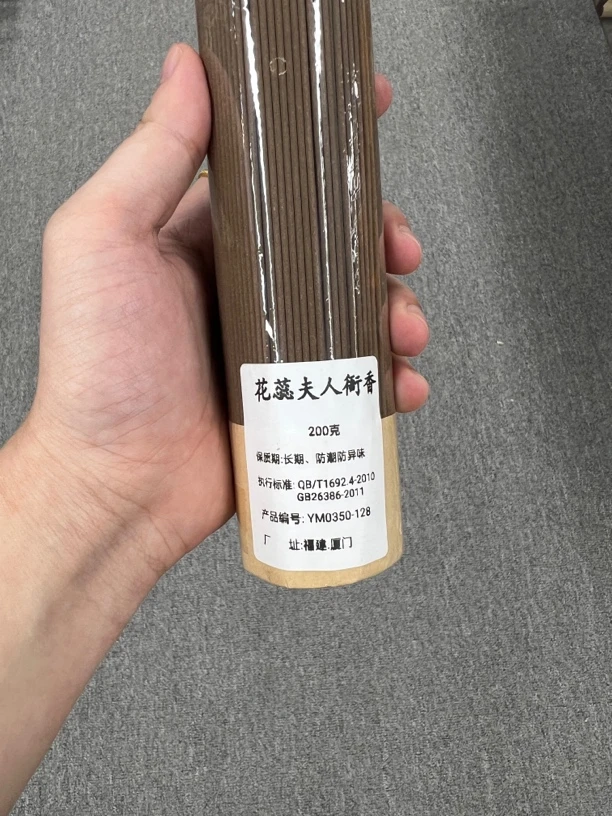 花蕊夫人衙香
200克
保质期:长期、防潮防异味
执行标准: QB/T1692.4-2010
GB26386-2011
产品编号: YM0350-128
厂 址:福建.厦门